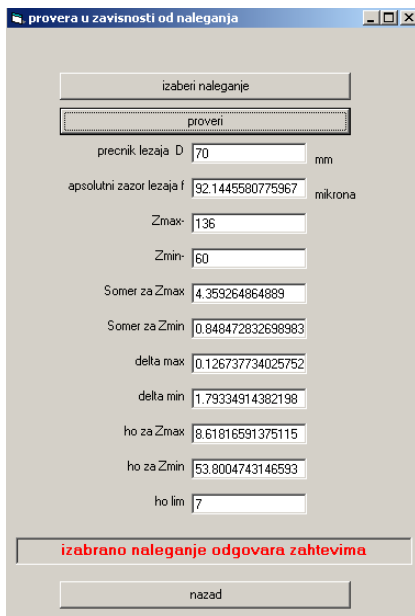 provera u zavisnosti od naleganja
izaberi naleganje
proveri
precnik lezaja D 70 mm
apsolutni zazor lezaja f 92.1445580775967 mikrona
Zmax- 136
Zmin- 60
Somer za Zmax 4.359264864889
Somer za Zmin 0.848472832698983
delta max 0.126737734025752
delta min 1.79334914382198
ho za Zmax 8.61816591375115
ho za Zmin 53.8004743146593
ho lim 7
izabrano naleganje odgovara zahtevima
nazad